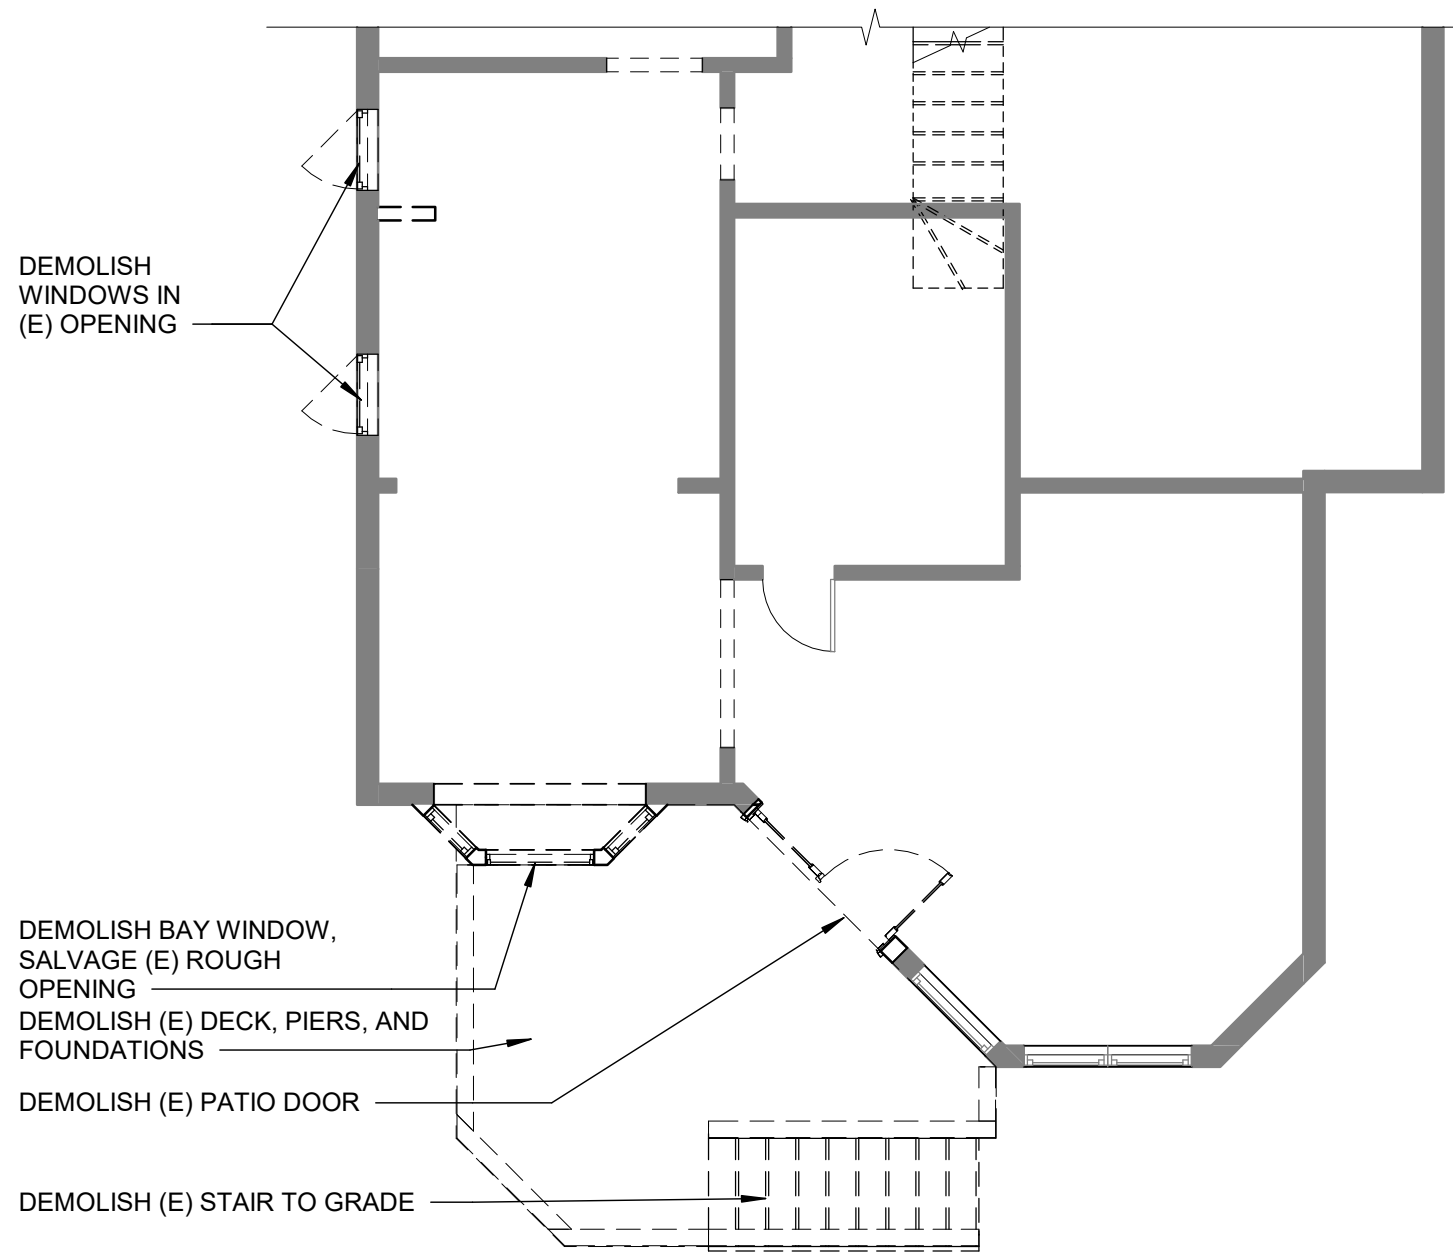 DEMOLISH
WINDOWS IN
(E) OPENING
DEMOLISH BAY WINDOW,
SALVAGE (E) ROUGH
OPENING
DEMOLISH (E) DECK, PIERS, AND
FOUNDATIONS
DEMOLISH (E) PATIO DOOR
DEMOLISH (E) STAIR TO GRADE